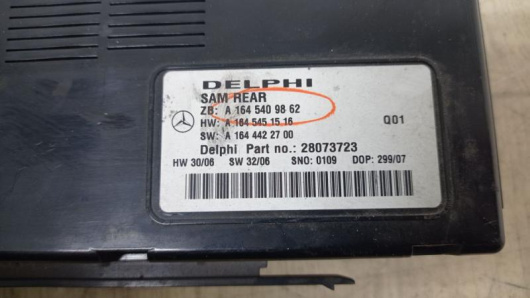 DELPHI
SAM REAR
ZB: A 164 540 98 62
HW: A 164 545 15 16 Q01
SW: A 164 442 27 00
Delphi Part no.: 28073723
HW 30/06 SW 32/06 SNO: 0109 DOP: 299/07